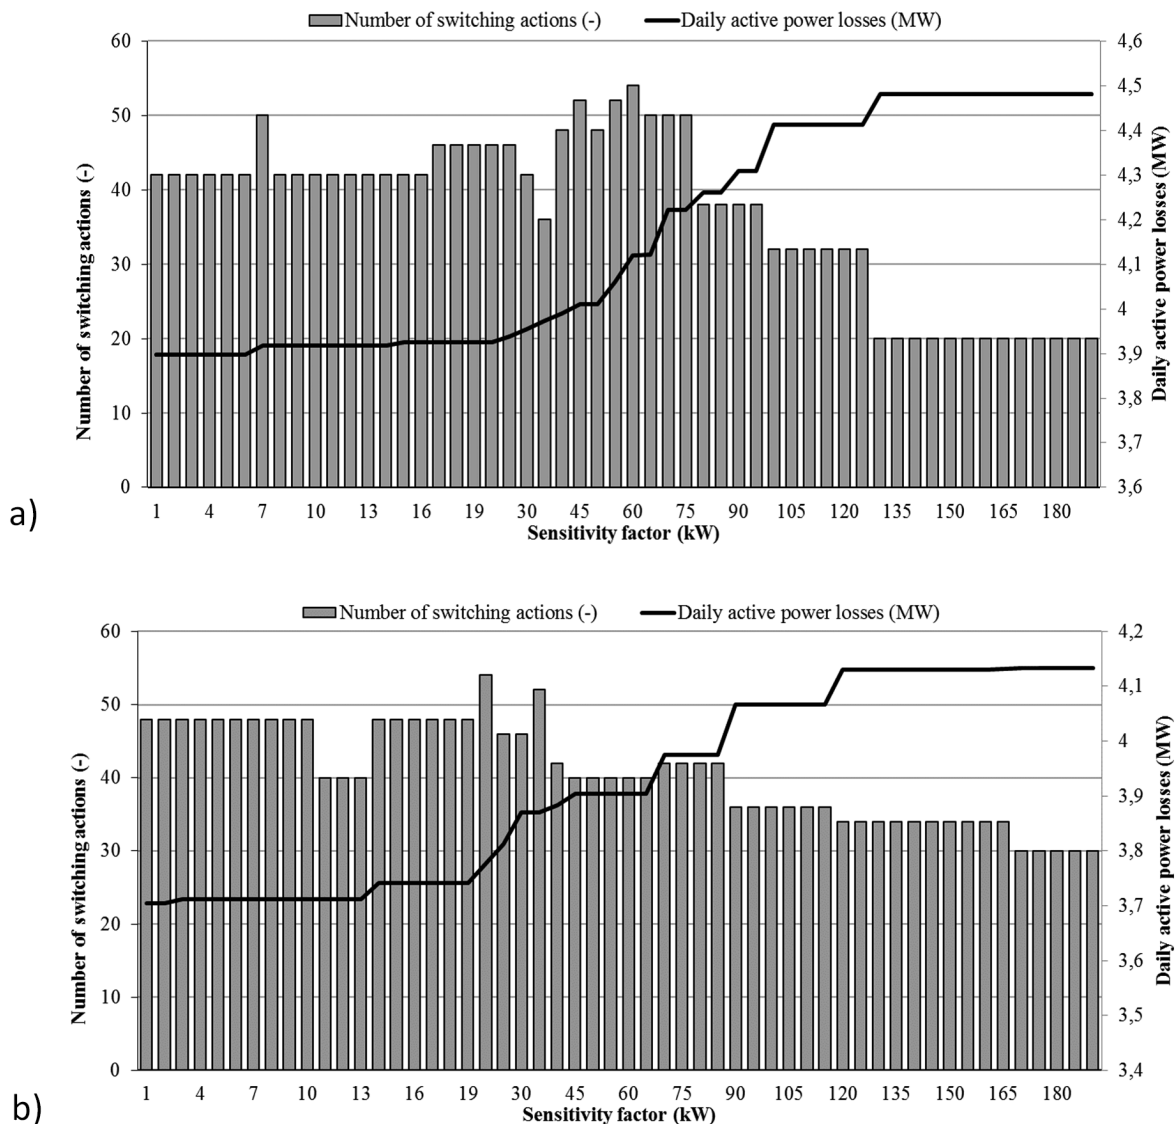 Number of switching actions (-) Daily active power losses (MW)
60
50
40
30
20
10
0
Number of switching actions (-)
4,6
4,5
4,4
4,3
4,2
4,1
4
3,9
3,8
3,7
3,6
Daily active power losses (MW)
1 4 7 10 13 16 19 30 45 60 75 90 105 120 135 150 165 180
Sensitivity factor (kW)
a)
Number of switching actions (-) Daily active power losses (MW)
60
50
40
30
20
10
0
Number of switching actions (-)
4,2
4,1
4
3,9
3,8
3,7
3,6
3,5
3,4
Daily active power losses (MW)
1 4 7 10 13 16 19 30 45 60 75 90 105 120 135 150 165 180
Sensitivity factor (kW)
b)